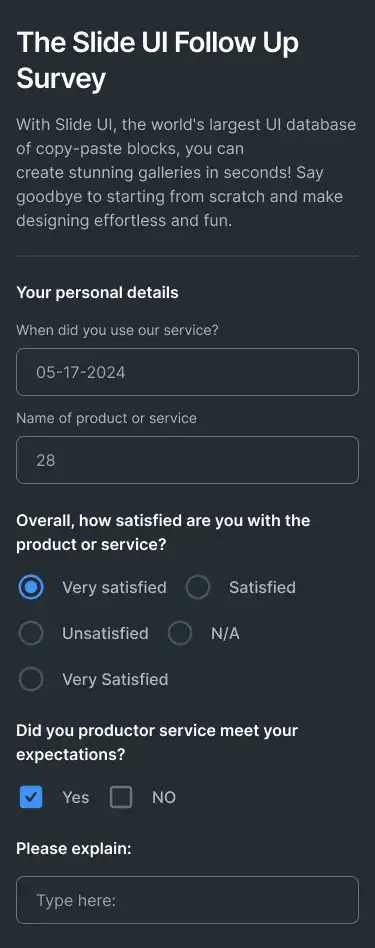 The Slide UI Follow Up
Survey
With Slide UI, the world's largest UI database
of copy-paste blocks, you can
create stunning galleries in seconds! Say
goodbye to starting from scratch and make
designing effortless and fun.
Your personal details
When did you use our service?
05-17-2024
Name of product or service
28
Overall, how satisfied are you with the
product or service?
Very satisfied Satisfied
Unsatisfied N/A
Very Satisfied
Did you productor service meet your
expectations?
Yes NO
Please explain:
Type here: